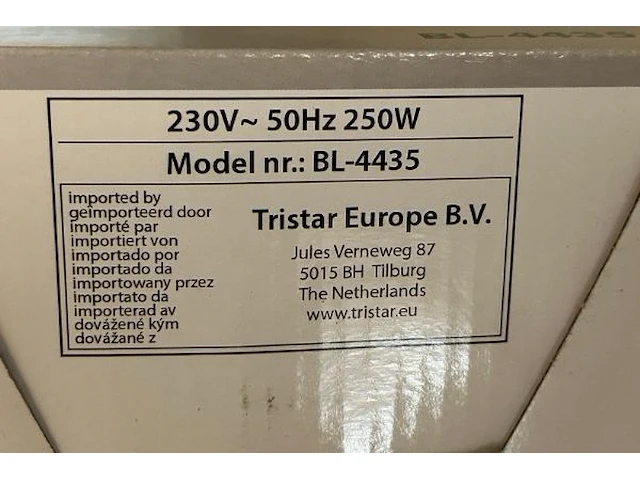 BL-4435
230V~ 50Hz 250W
Model nr.: BL-4435
imported by
geïmporteerd door
importé par
importiert von
importado por
importado da
importowany przez
importato da
importerad av
dovážené kým
dovážané z
Tristar Europe B.V.
Jules Verneweg 87
5015 BH Tilburg
The Netherlands
www.tristar.eu